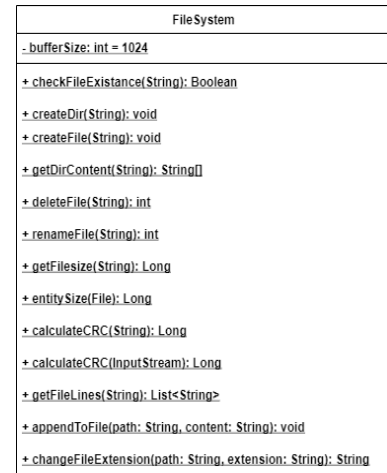 FileSystem
- bufferSize: int = 1024
+ checkFileExistance(String): Boolean
+ createDir(String): void
+ createFile(String): void
+ getDirContent(String): String[]
+ deleteFile(String): int
+ renameFile(String): int
+ getFilesize(String): Long
+ entitySize(File): Long
+ calculateCRC(String): Long
+ calculateCRC(InputStream): Long
+ getFileLines(String): List<String>
+ appendToFile(path: String, content: String): void
+ changeFileExtension(path: String, extension: String): String